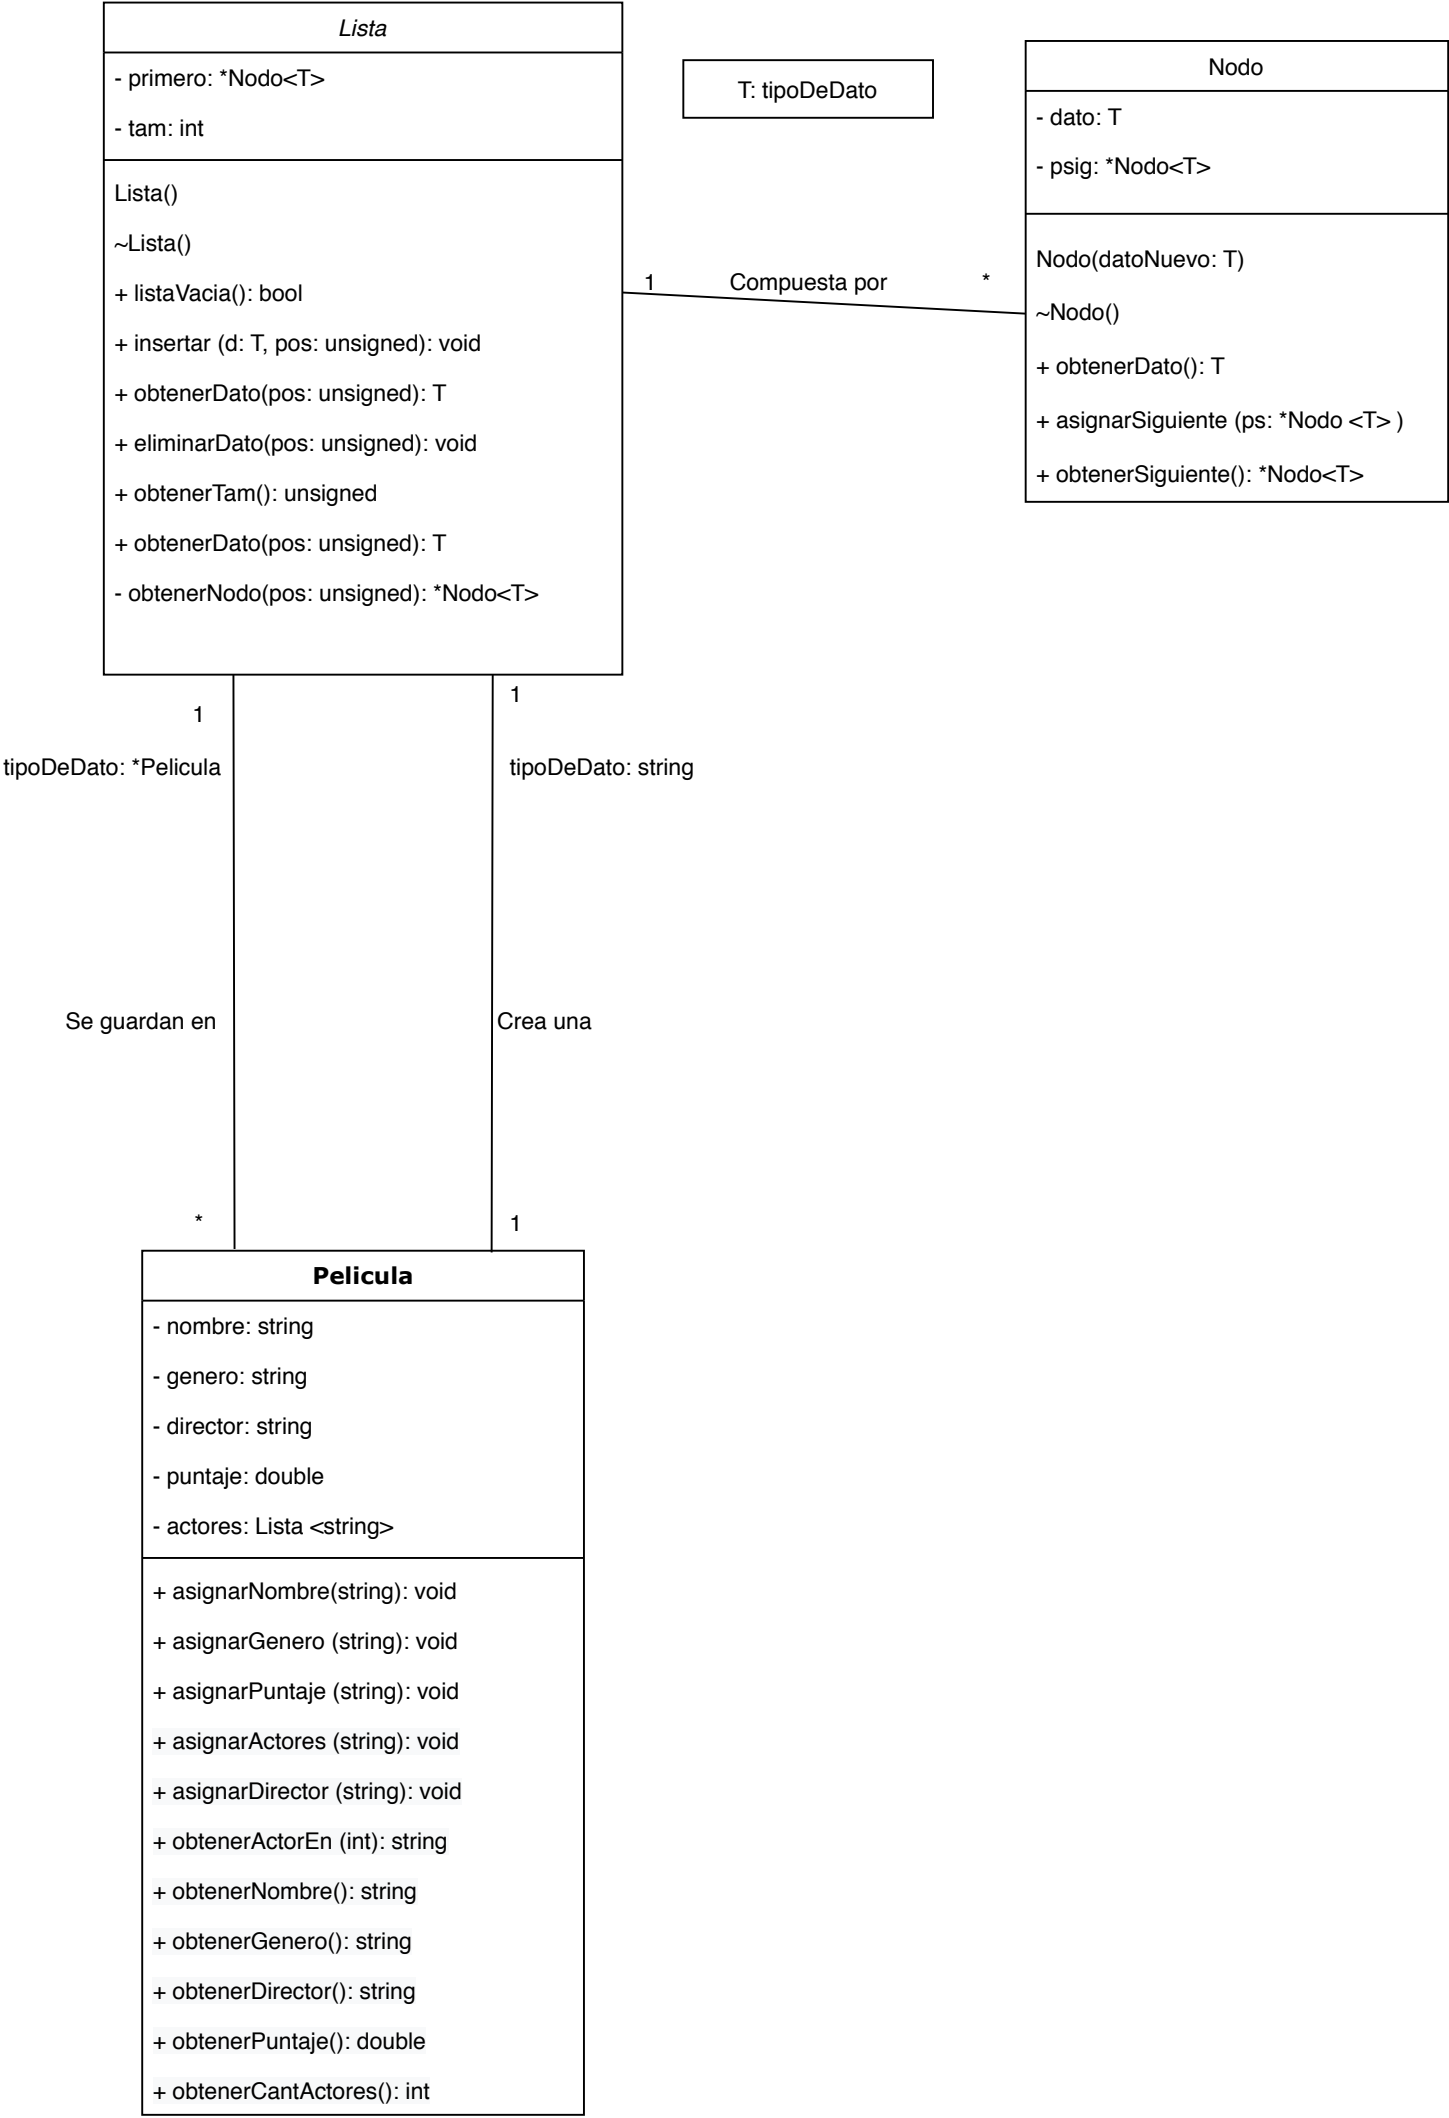 Lista
- primero: *Nodo<T>
- tam: int
Lista()
~Lista()
+ listaVacia(): bool
+ insertar (d: T, pos: unsigned): void
+ obtenerDato(pos: unsigned): T
+ eliminarDato(pos: unsigned): void
+ obtenerTam(): unsigned
+ obtenerDato(pos: unsigned): T
- obtenerNodo(pos: unsigned): *Nodo<T>
T: tipoDeDato
Nodo
- dato: T
- psig: *Nodo<T>
Nodo(datoNuevo: T)
~Nodo()
+ obtenerDato(): T
+ asignarSiguiente (ps: *Nodo <T> )
+ obtenerSiguiente(): *Nodo<T>
1
Compuesta por
*
1
tipoDeDato: *Pelicula
Se guardan en
*
1
tipoDeDato: string
Crea una
1
Pelicula
- nombre: string
- genero: string
- director: string
- puntaje: double
- actores: Lista <string>
+ asignarNombre(string): void
+ asignarGenero (string): void
+ asignarPuntaje (string): void
+ asignarActores (string): void
+ asignarDirector (string): void
+ obtenerActorEn (int): string
+ obtenerNombre(): string
+ obtenerGenero(): string
+ obtenerDirector(): string
+ obtenerPuntaje(): double
+ obtenerCantActores(): int